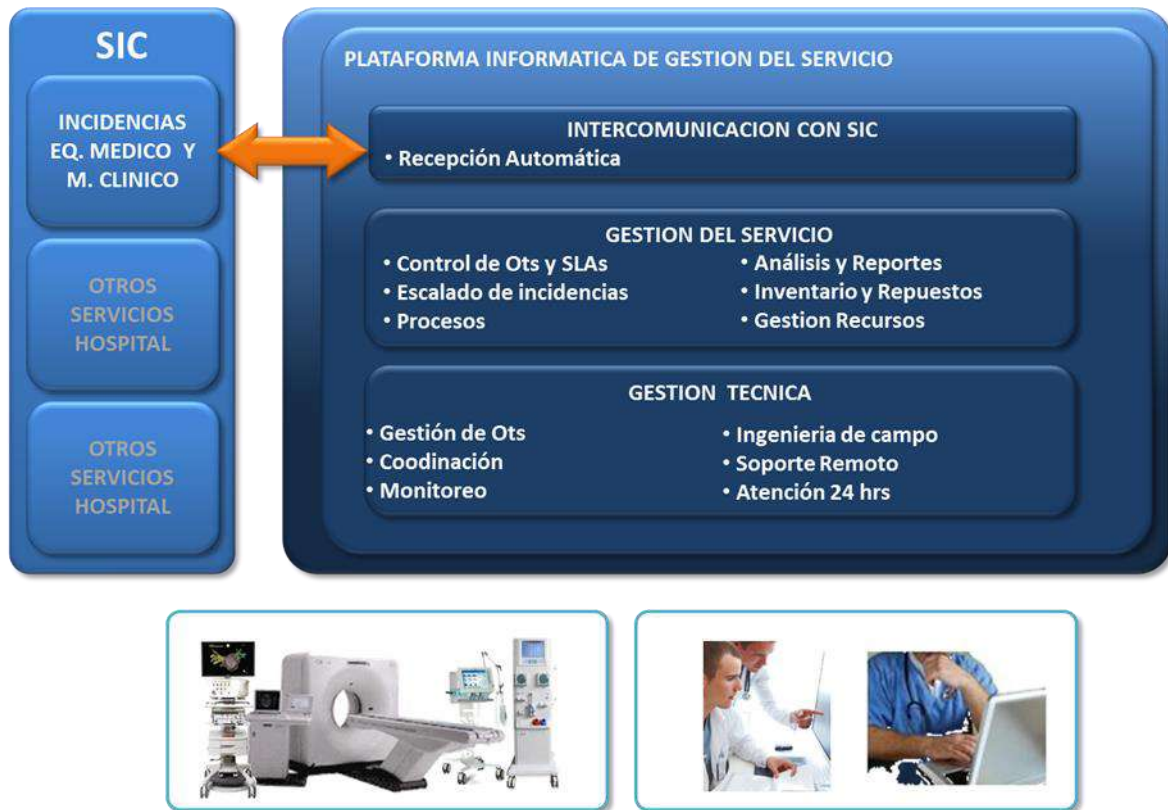 SIC
INCIDENCIAS
EQ. MEDICO Y
M. CLINICO
OTROS
SERVICIOS
HOSPITAL
OTROS
SERVICIOS
HOSPITAL
PLATAFORMA INFORMATICA DE GESTION DEL SERVICIO
INTERCOMUNICACION CON SIC
• Recepción Automática
GESTION DEL SERVICIO
• Control de Ots y SLAs
• Escalado de incidencias
• Procesos
• Análisis y Reportes
• Inventario y Repuestos
• Gestion Recursos
GESTION TECNICA
• Gestión de Ots
• Coodinación
• Monitoreo
• Ingenieria de campo
• Soporte Remoto
• Atención 24 hrs